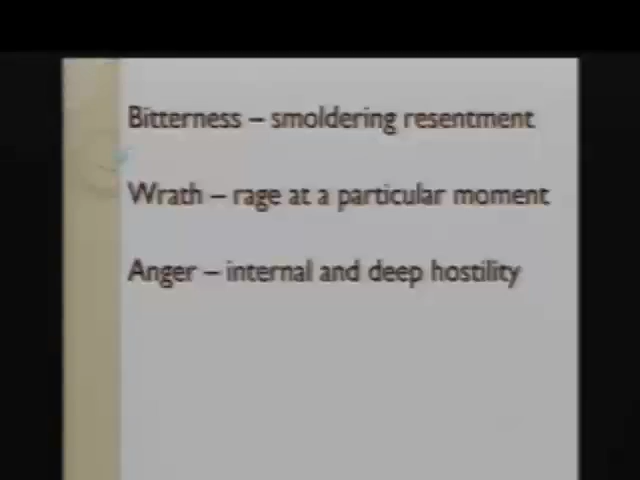 Bitterness – smoldering resentment
Wrath – rage at a particular moment
Anger – internal and deep hostility